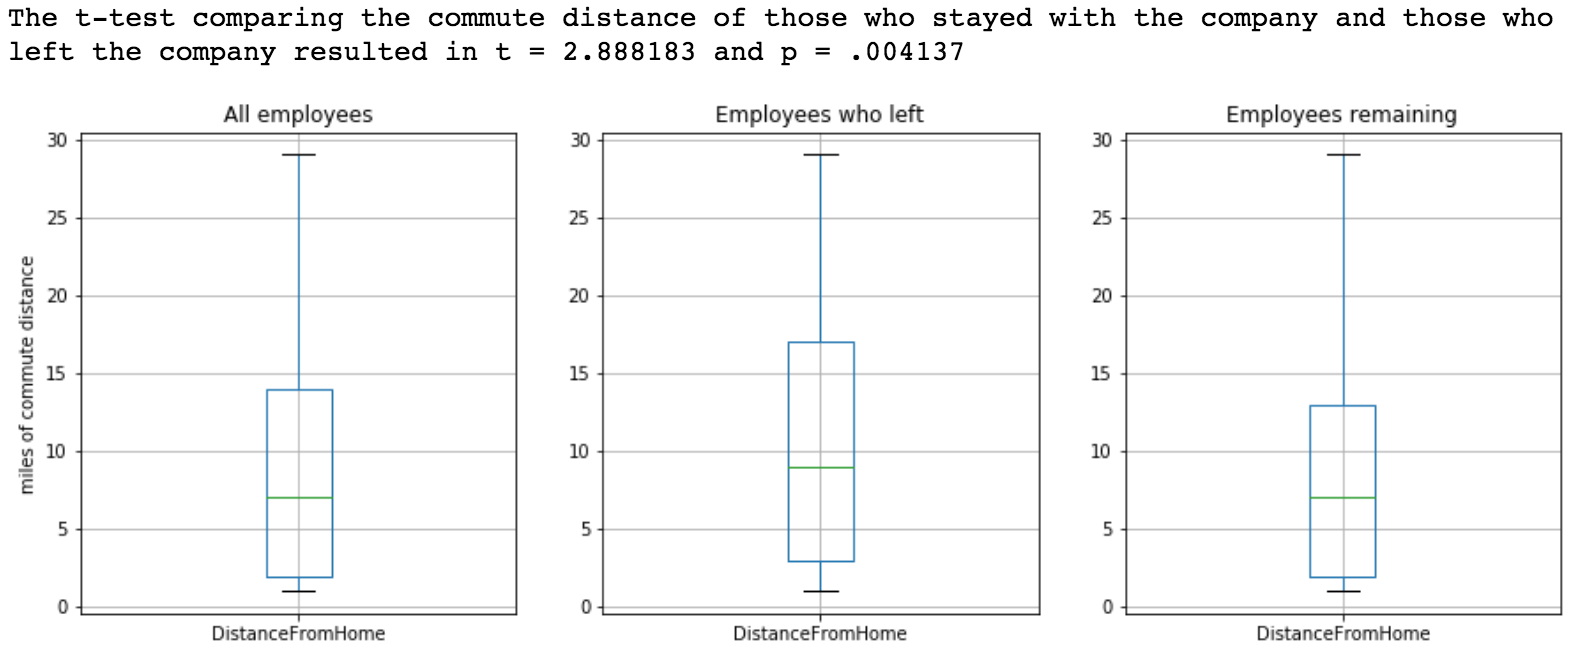 The t-test comparing the commute distance of those who stayed with the company and those who
left the company resulted in t = 2.888183 and p = .004137
All employees
Employees who left
Employees remaining
miles of commute distance
30
25
20
15
10
5
0
DistanceFromHome
30
25
20
15
10
5
0
DistanceFromHome
30
25
20
15
10
5
0
DistanceFromHome